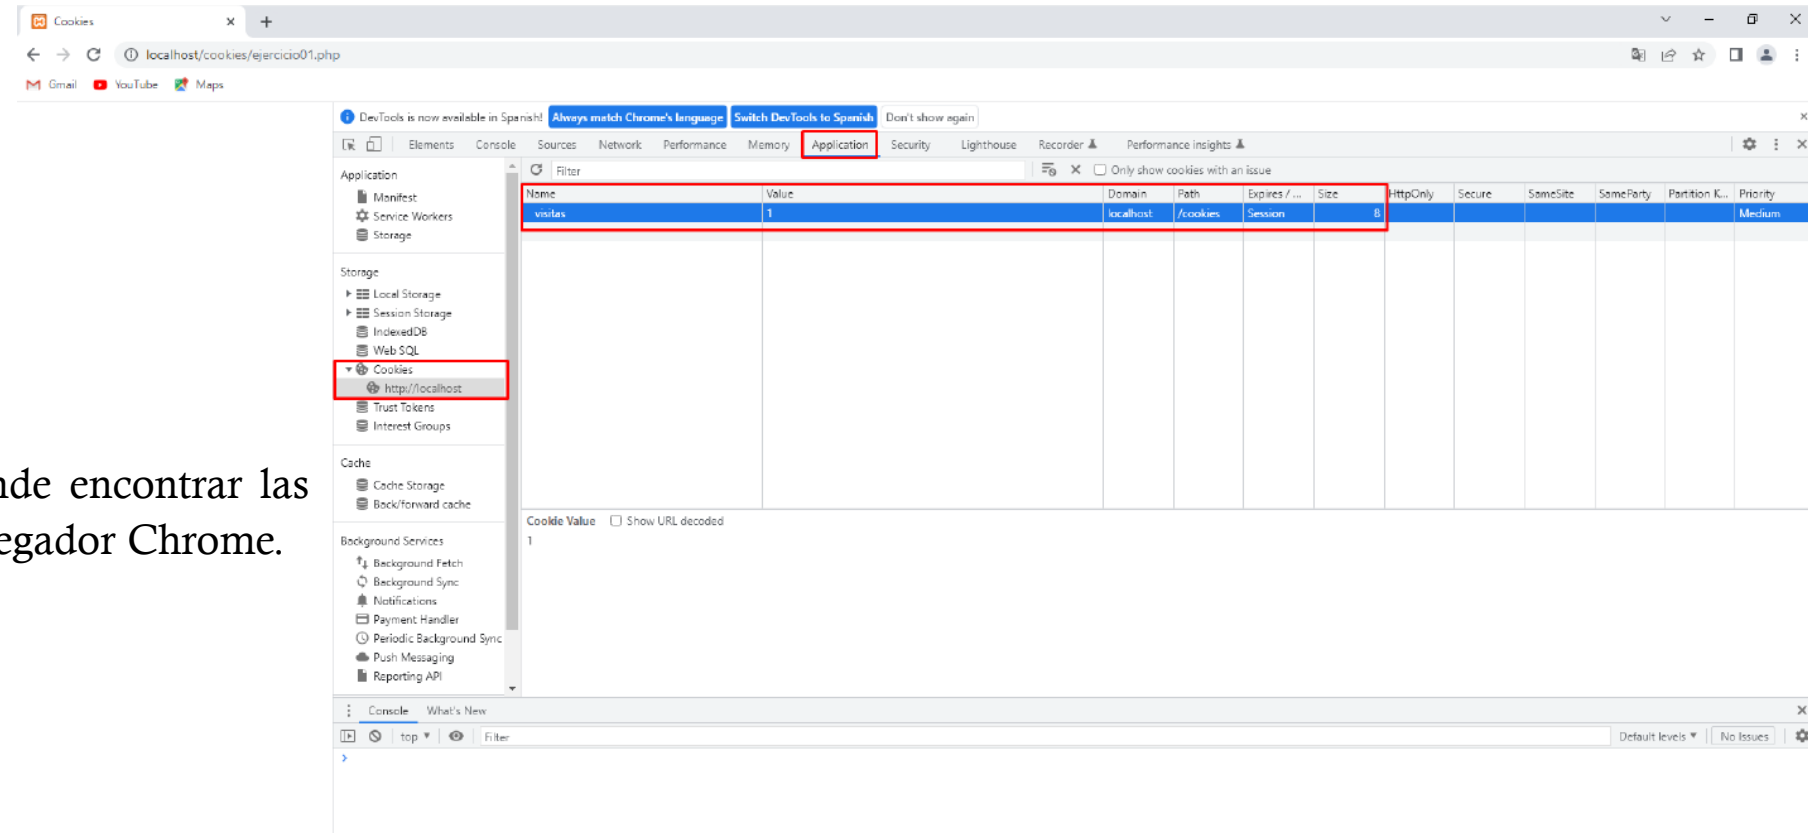 Cookies
localhost/cookies/ejercicio01.php
Gmail YouTube Maps
DevTools is now available in Spanish! Always match Chrome's language Switch DevTools to Spanish Don't show again
Elements Console Sources Network Performance Memory Application Security Lighthouse Recorder Performance insights
Application
Manifest
Service Workers
Storage
Storage
Local Storage
Session Storage
IndexedDB
Web SQL
Cookies
http://localhost
Trust Tokens
Interest Groups
Cache
Cache Storage
Back/forward cache
Background Services
Background Fetch
Background Sync
Notifications
Payment Handler
Periodic Background Sync
Push Messaging
Reporting API
Filter Only show cookies with an issue
Name Value Domain Path Expires / ... Size HttpOnly Secure SameSite SameParty Partition K... Priority
visitas 1 localhost /cookies Session 8 Medium
Cookie Value Show URL decoded
1
nde encontrar las
egador Chrome.
Console What's New
top Filter Default levels No Issues